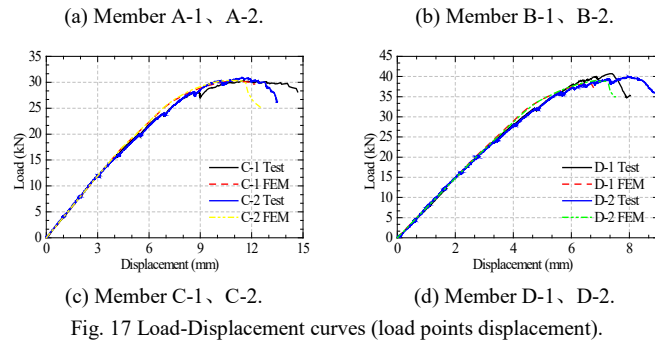 (a) Member A-1、A-2.
(b) Member B-1、B-2.
35
30
25
20
15
10
5
0
Load (kN)
C-1 Test
C-1 FEM
C-2 Test
C-2 FEM
0 3 6 9 12 15
Displacement (mm)
45
40
35
30
25
20
15
10
5
0
Load (kN)
D-1 Test
D-1 FEM
D-2 Test
D-2 FEM
0 2 4 6 8
Displacement (mm)
(c) Member C-1、C-2.
(d) Member D-1、D-2.
Fig. 17 Load-Displacement curves (load points displacement).